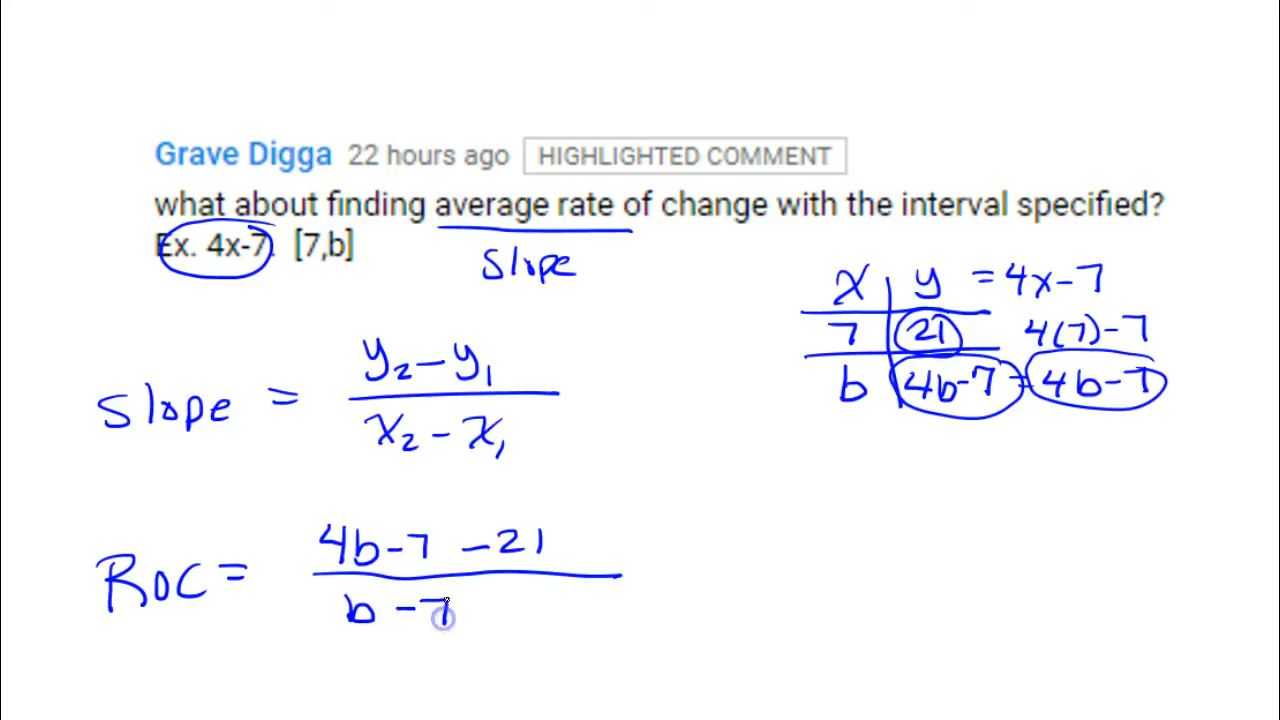 Grave Digga 22 hours ago HIGHLIGHTED COMMENT
what about finding average rate of change with the interval specified?
Ex. 4x-7. [7,b]
slope
x | y = 4x-7
7 | 21 4(7)-7
b | 4b-7 = 4b-7
slope = y₂-y₁
x₂-x₁
ROC = 4b-7 -21
b-7